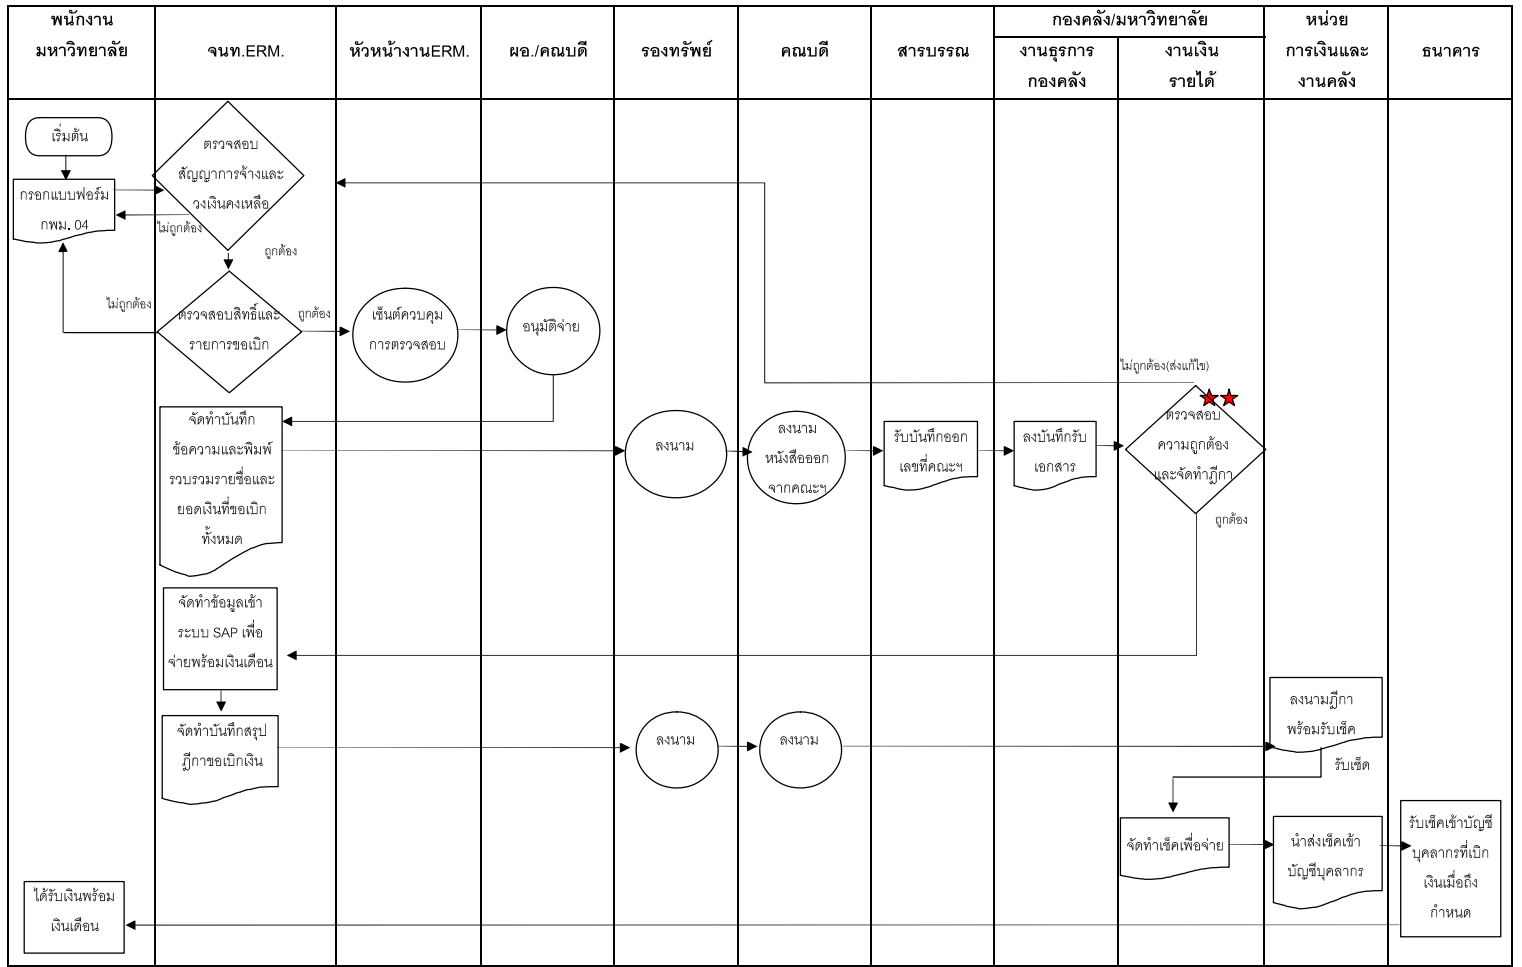 พนักงาน
มหาวิทยาลัย
จนท.ERM.
หัวหน้างานERM.
ผอ./คณบดี
รองทรัพย์
คณบดี
สารบรรณ
กองคลัง/มหาวิทยาลัย
งานธุรการ
กองคลัง
งานเงิน
รายได้
หน่วย
การเงินและ
งานคลัง
ธนาคาร
เริ่มต้น
กรอกแบบฟอร์ม
กพม. 04
ตรวจสอบ
สัญญาการจ้างและ
วงเงินคงเหลือ
ไม่ถูกต้อง
ถูกต้อง
ไม่ถูกต้อง
ตรวจสอบสิทธิ์และ
รายการขอเบิก
ถูกต้อง
เซ็นต์ควบคุม
การตรวจสอบ
อนุมัติจ่าย
ไม่ถูกต้อง(ส่งแก้ไข)
จัดทำบันทึก
ข้อความและพิมพ์
รวบรวมรายชื่อและ
ยอดเงินที่ขอเบิก
ทั้งหมด
ลงนาม
ลงนาม
หนังสือออก
จากคณะฯ
รับบันทึกออก
เลขที่คณะฯ
ลงบันทึกรับ
เอกสาร
ตรวจสอบ
ความถูกต้อง
และจัดทำฎีกา
ถูกต้อง
จัดทำข้อมูลเข้า
ระบบ SAP เพื่อ
จ่ายพร้อมเงินเดือน
จัดทำบันทึกสรุป
ฎีกาขอเบิกเงิน
ลงนาม
ลงนาม
ลงนามฎีกา
พร้อมรับเช็ค
รับเช็ด
จัดทำเช็คเพื่อจ่าย
นำส่งเช็คเข้า
บัญชีบุคลากร
รับเช็คเข้าบัญชี
บุคลากรที่เบิก
เงินเมื่อถึง
กำหนด
ได้รับเงินพร้อม
เงินเดือน